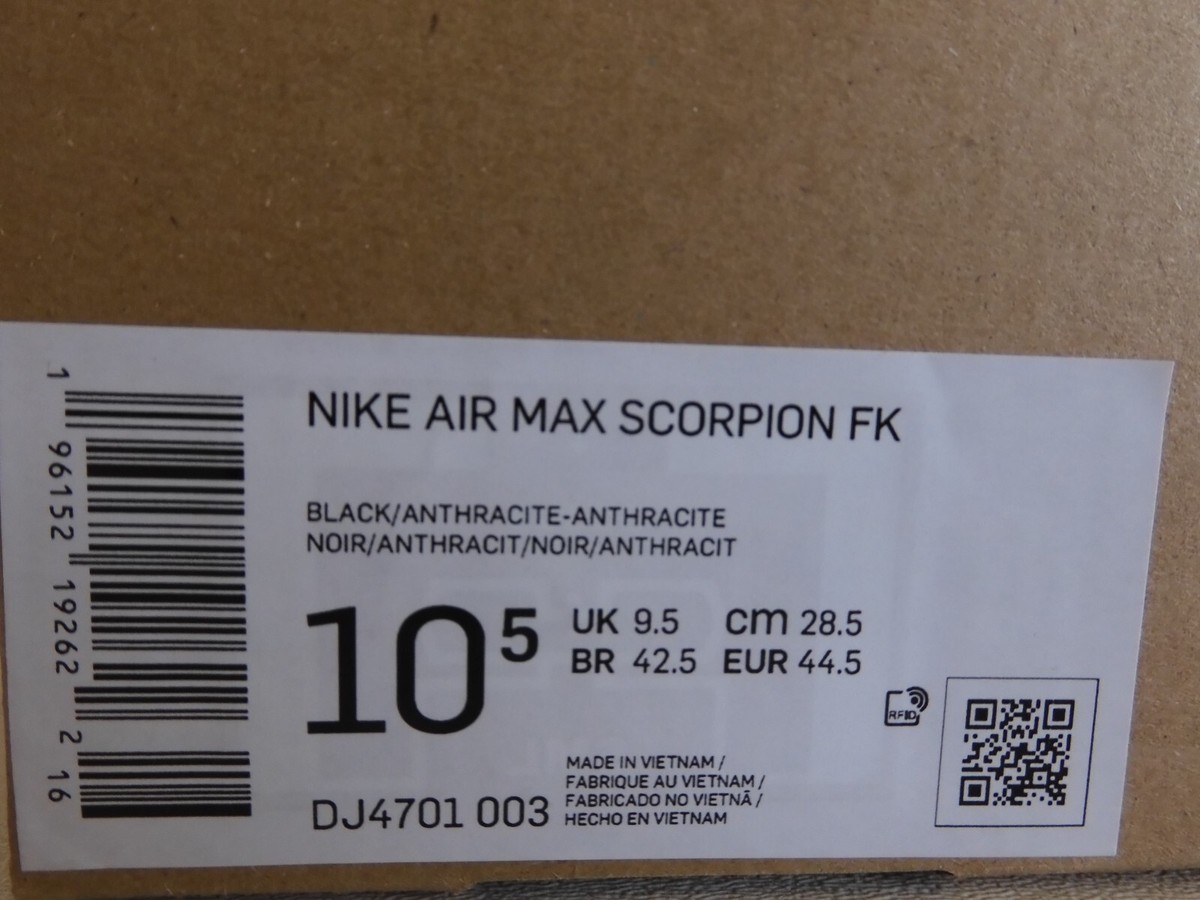 1 96152 19262 2 16
NIKE AIR MAX SCORPION FK
BLACK/ANTHRACITE-ANTHRACITE
NOIR/ANTHRACIT/NOIR/ANTHRACIT
10 5
UK 9.5 cm 28.5
BR 42.5 EUR 44.5
RFID
DJ4701 003
MADE IN VIETNAM /
FABRIQUE AU VIETNAM /
FABRICADO NO VIETNÃ /
HECHO EN VIETNAM